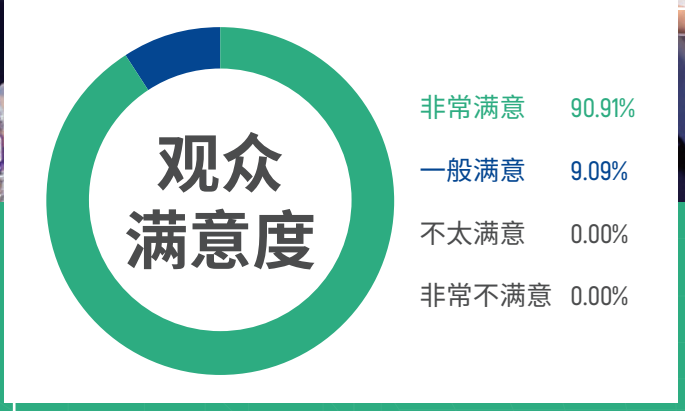 观众
满意度
非常满意 90.91%
一般满意 9.09%
不太满意 0.00%
非常不满意 0.00%